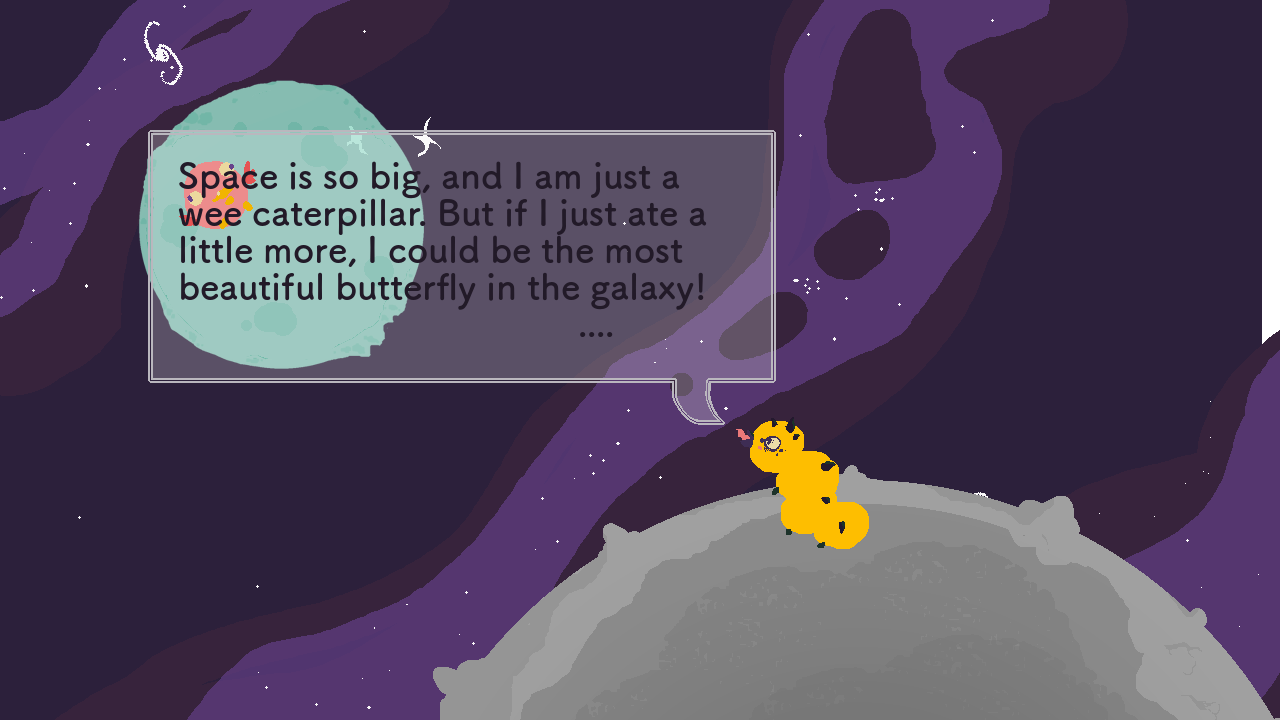 Space is so big, and I am just a
wee caterpillar. But if I just ate a
little more, I could be the most
beautiful butterfly in the galaxy!
....